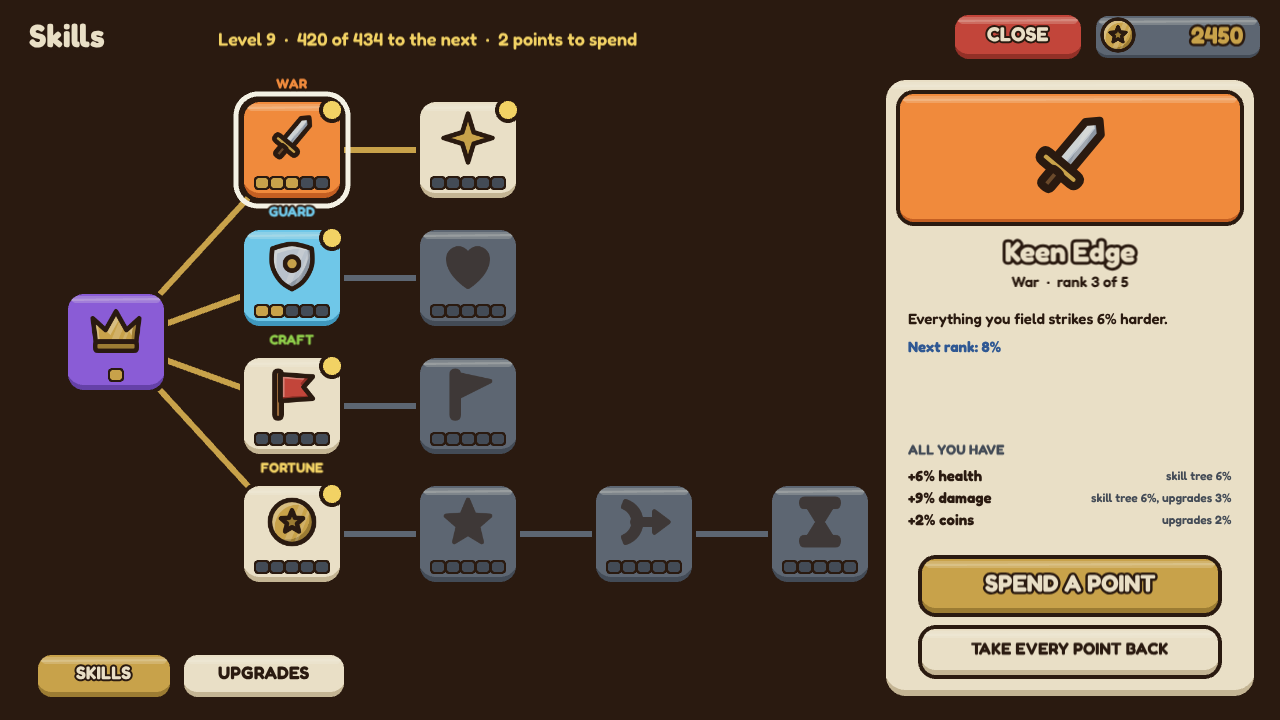 Skills
Level 9 · 420 of 434 to the next · 2 points to spend
CLOSE
2450
WAR
GUARD
CRAFT
FORTUNE
Keen Edge
War · rank 3 of 5
Everything you field strikes 6% harder.
Next rank: 8%
ALL YOU HAVE
+6% health skill tree 6%
+9% damage skill tree 6%, upgrades 3%
+2% coins upgrades 2%
SPEND A POINT
TAKE EVERY POINT BACK
SKILLS
UPGRADES